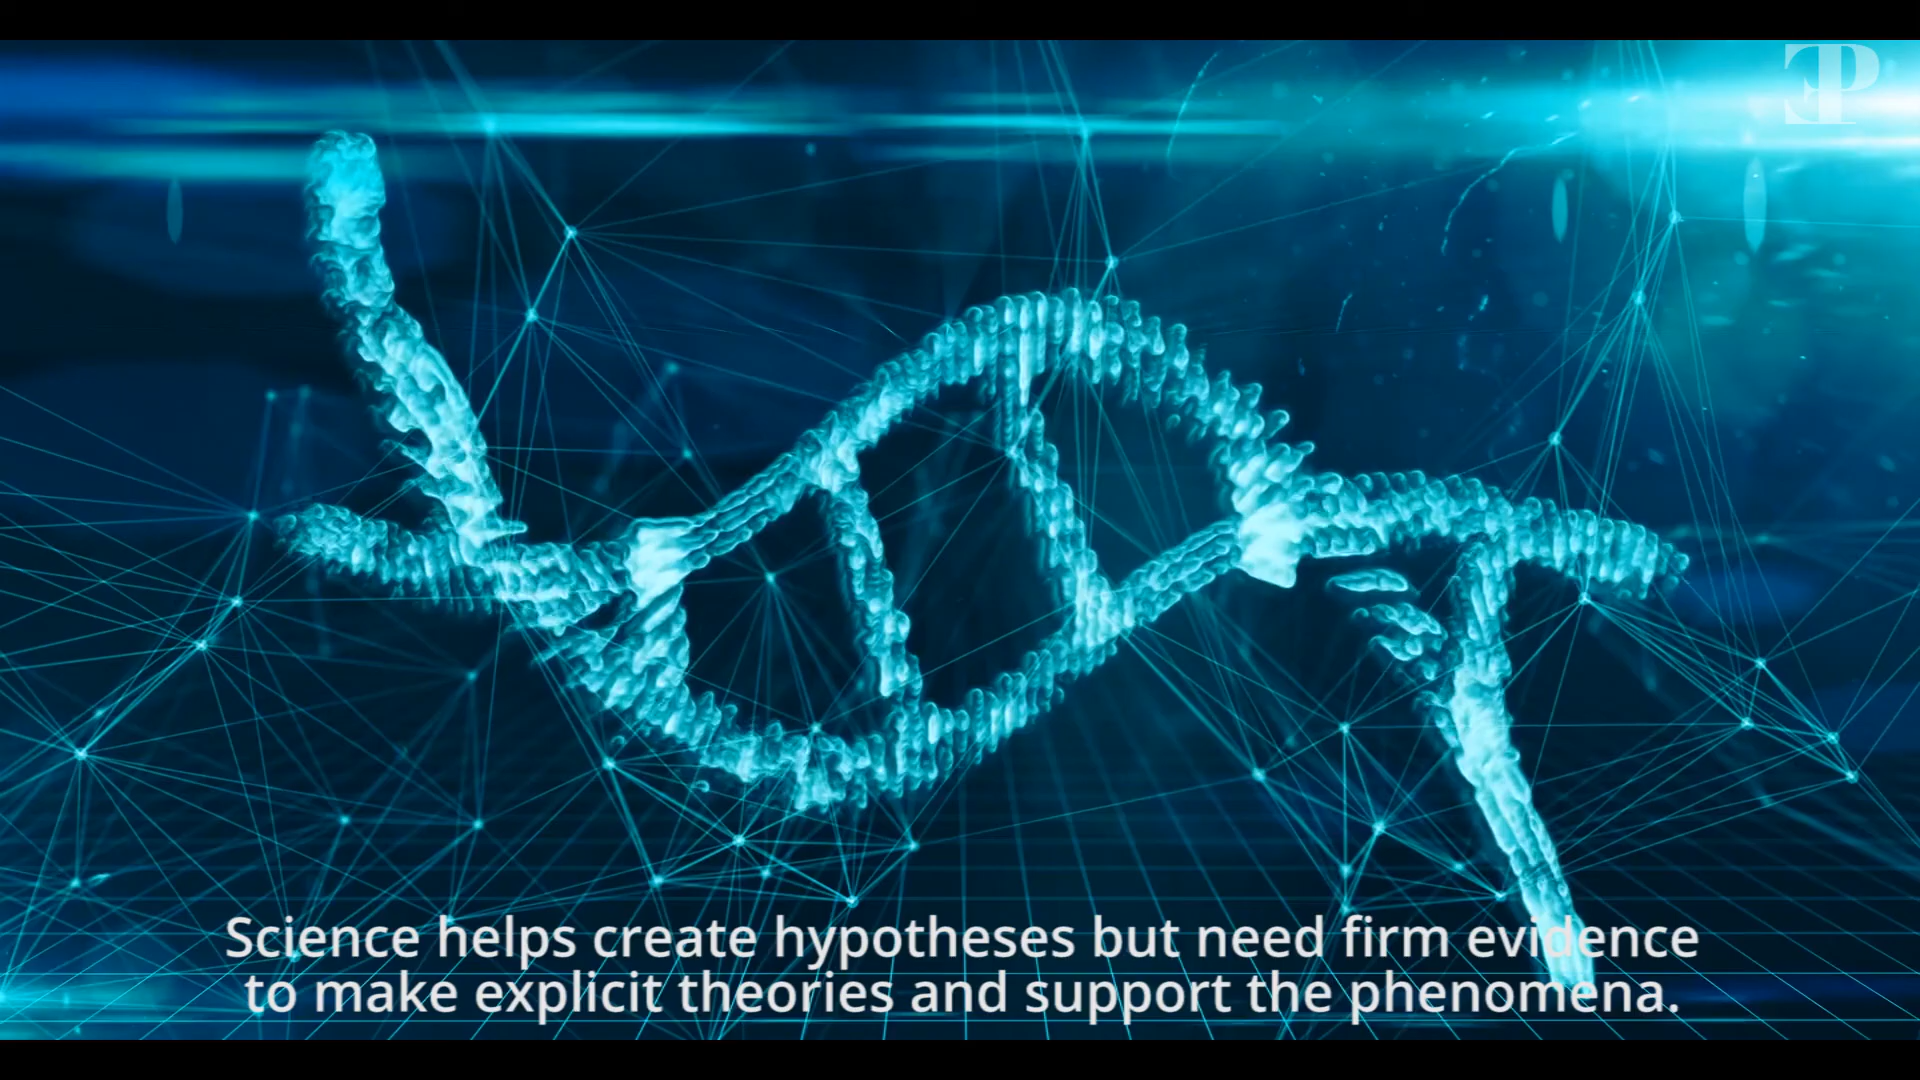 Science helps create hypotheses but need firm evidence
to make explicit theories and support the phenomena.